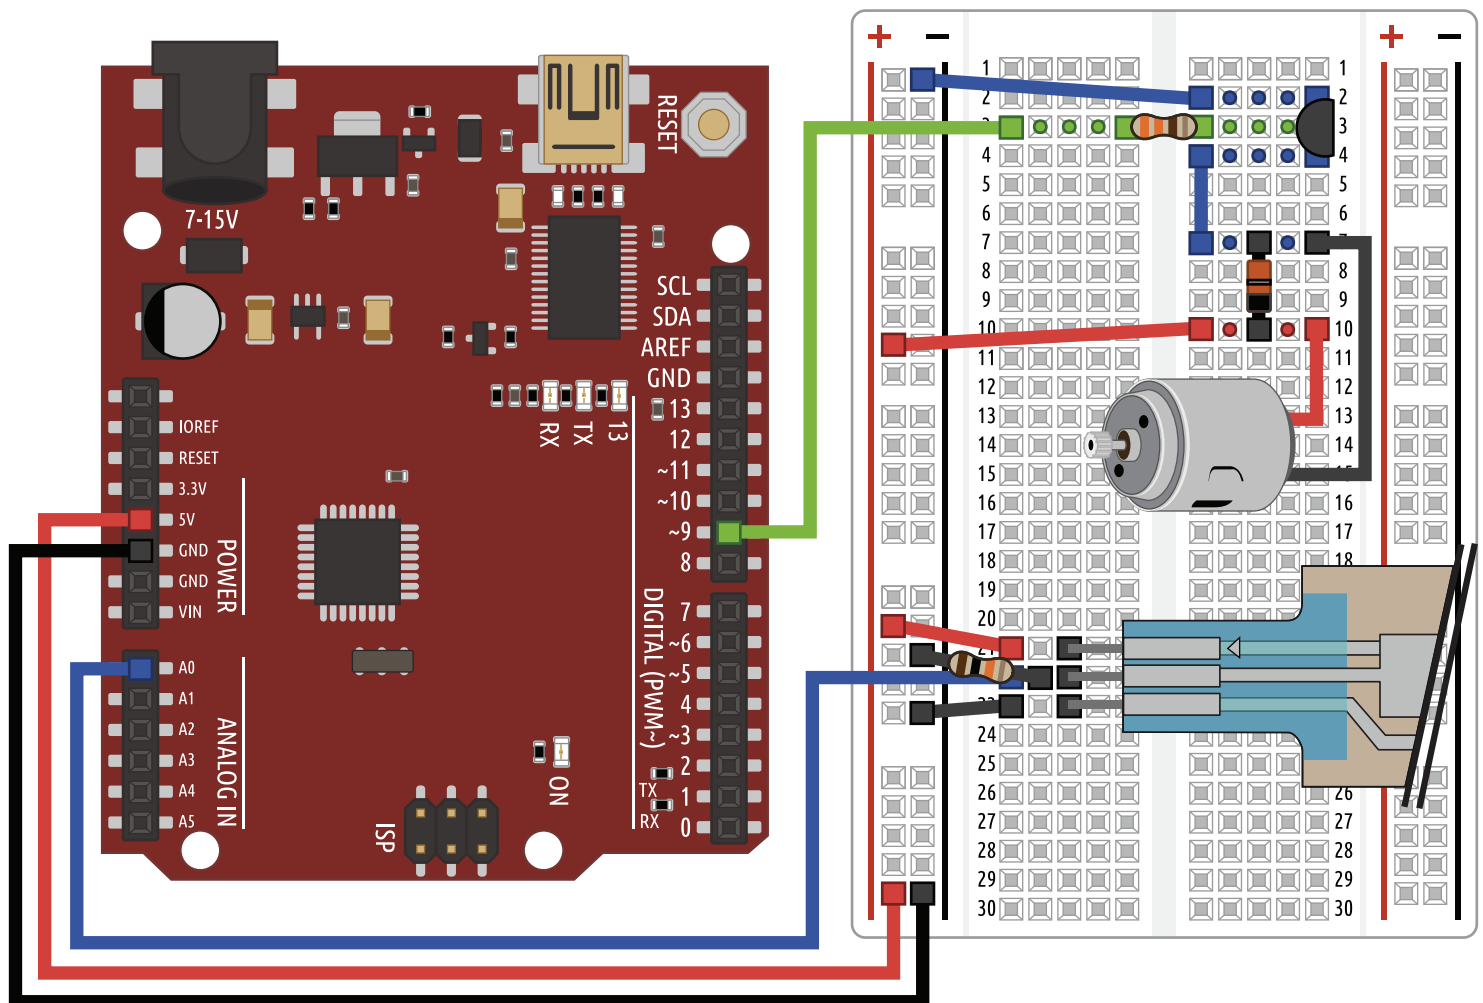 7-15V
RESET
SCL
SDA
AREF
GND
13
12
~11
~10
~9
8
7
~6
~5
4
~3
2
TX 1
RX 0
DIGITAL (PWM~)
RX
TX
13
IOREF
RESET
3.3V
5V
GND
GND
VIN
POWER
A0
A1
A2
A3
A4
A5
ANALOG IN
ISP
ON
+ − + −
1 1
2 2
3 3
4 4
5 5
6 6
7
8 8
9 9
10 10
11 11
12 12
13 13
14 14
15
16 16
17 17
18 18
19
20
24
25
26 26
27 27
28 28
29 29
30 30